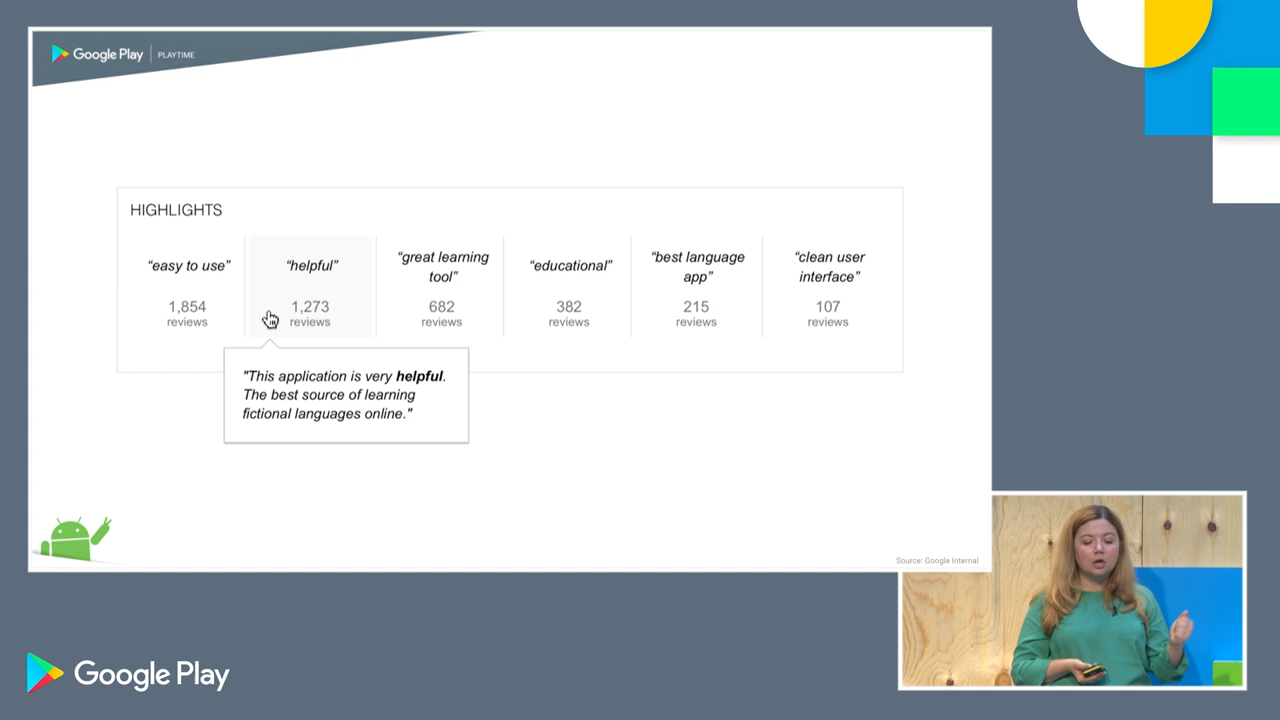 Google Play | PLAYTIME
HIGHLIGHTS
“easy to use”
1,854
reviews
“helpful”
1,273
reviews
“great learning
tool”
682
reviews
“educational”
382
reviews
“best language
app”
215
reviews
“clean user
interface”
107
reviews
"This application is very helpful.
The best source of learning
fictional languages online."
Source: Google Internal
Google Play